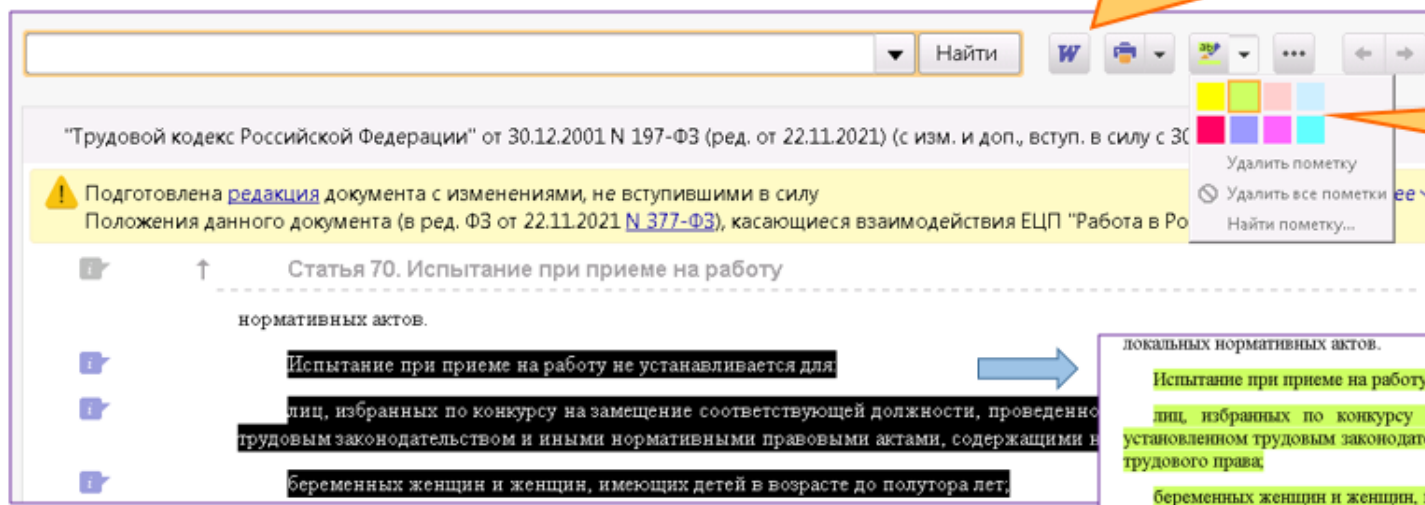 Найти
"Трудовой кодекс Российской Федерации" от 30.12.2001 N 197-ФЗ (ред. от 22.11.2021) (с изм. и доп., вступ. в силу с
Удалить пометку
Удалить все пометки
Найти пометку...
Подготовлена редакция документа с изменениями, не вступившими в силу
Положения данного документа (в ред. ФЗ от 22.11.2021 N 377-ФЗ), касающиеся взаимодействия ЕЦП "Работа в
Статья 70. Испытание при приеме на работу
нормативных актов.
Испытание при приеме на работу не устанавливается для:
лиц, избранных по конкурсу на замещение соответствующей должности,
трудовым законодательством и иными нормативными правовыми актами, содержащими
беременных женщин и женщин, имеющих детей в возрасте до полутора лет;
локальных нормативных актов.
Испытание при приеме на работу
лиц, избранных по конкурсу
установленном трудовым
трудового права;
беременных женщин и женщин,